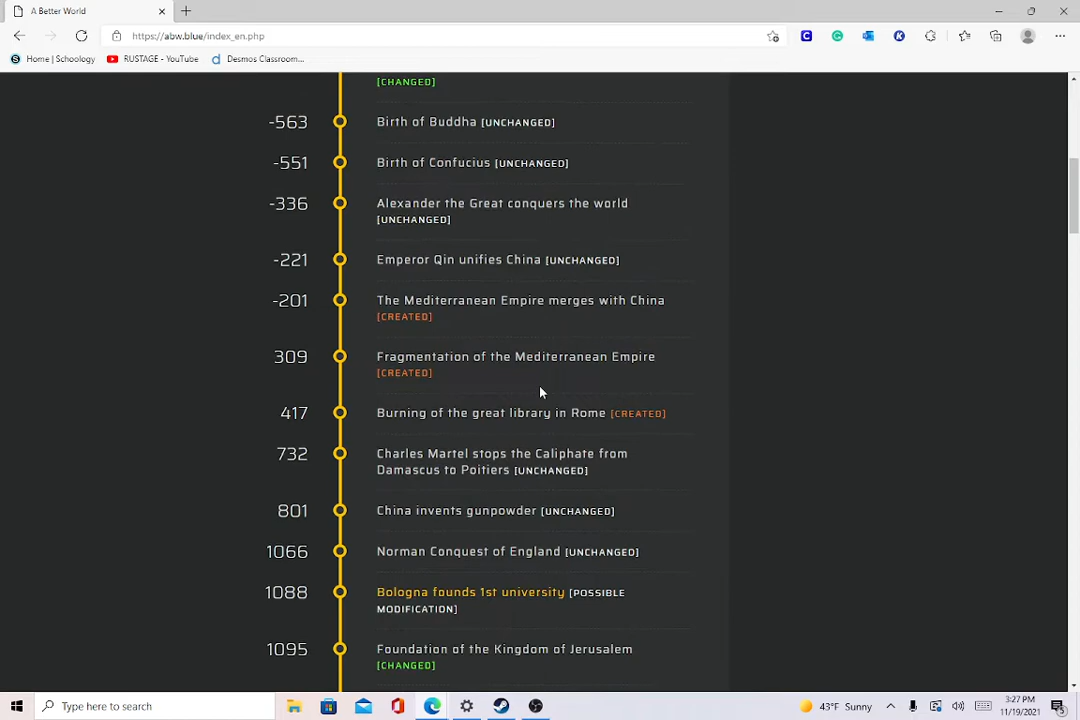 A Better World
https://abw.blue/index_en.php
Home | Schoology
RUSTAGE - YouTube
Desmos Classroom...
[CHANGED]
-563 Birth of Buddha [UNCHANGED]
-551 Birth of Confucius [UNCHANGED]
-336 Alexander the Great conquers the world
[UNCHANGED]
-221 Emperor Qin unifies China [UNCHANGED]
-201 The Mediterranean Empire merges with China
[CREATED]
309 Fragmentation of the Mediterranean Empire
[CREATED]
417 Burning of the great library in Rome [CREATED]
732 Charles Martel stops the Caliphate from
Damascus to Poitiers [UNCHANGED]
801 China invents gunpowder [UNCHANGED]
1066 Norman Conquest of England [UNCHANGED]
1088 Bologna founds 1st university [POSSIBLE
MODIFICATION]
1095 Foundation of the Kingdom of Jerusalem
[CHANGED]
Type here to search
43°F Sunny
3:27 PM
11/19/2021